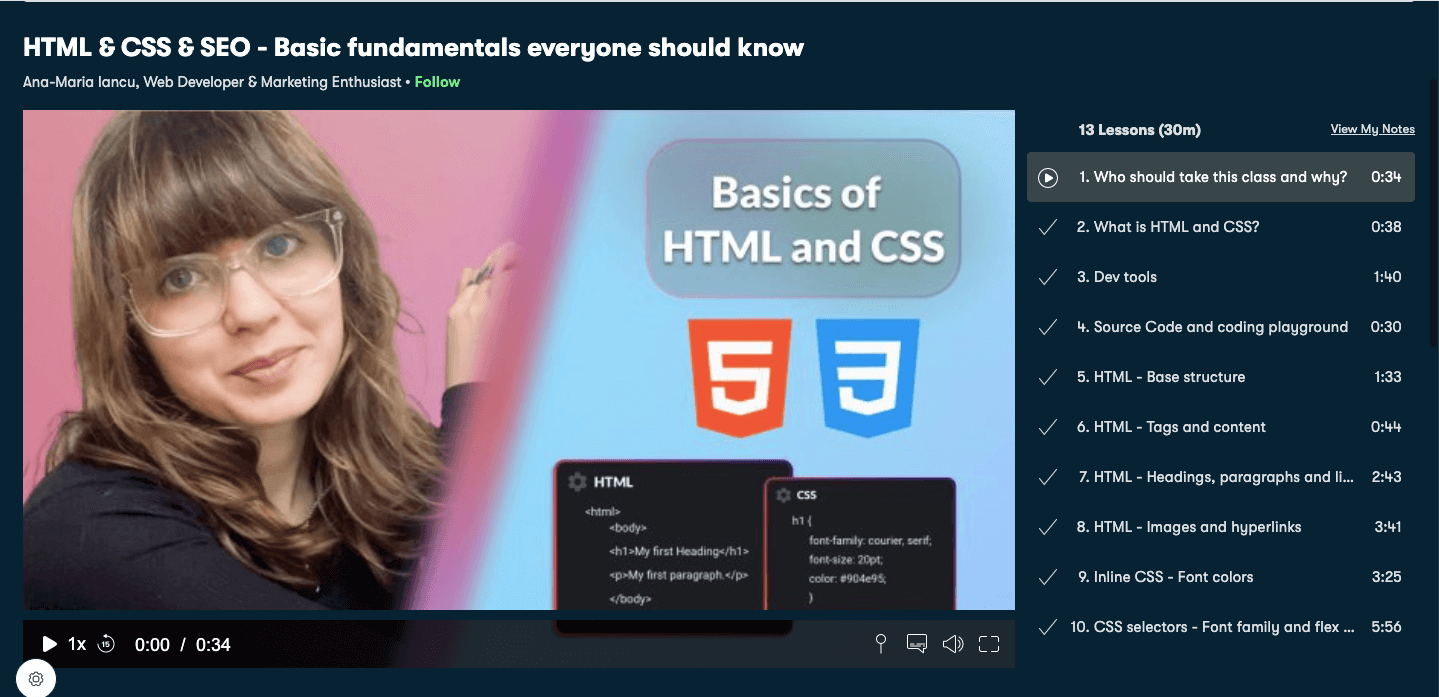 HTML & CSS & SEO - Basic fundamentals everyone should know
Ana-Maria Iancu, Web Developer & Marketing Enthusiast • Follow
Basics of
HTML and CSS
5
3
HTML
<html>
<body>
<h1>My first Heading</h1>
<p>My first paragraph.</p>
</body>
CSS
h1 {
font-family: courier, serif;
font-size: 20pt;
color: #904e95;
}
1x
15
0:00 / 0:34
13 Lessons (30m)
View My Notes
1. Who should take this class and why? 0:34
2. What is HTML and CSS? 0:38
3. Dev tools 1:40
4. Source Code and coding playground 0:30
5. HTML - Base structure 1:33
6. HTML - Tags and content 0:44
7. HTML - Headings, paragraphs and li... 2:43
8. HTML - Images and hyperlinks 3:41
9. Inline CSS - Font colors 3:25
10. CSS selectors - Font family and flex ... 5:56